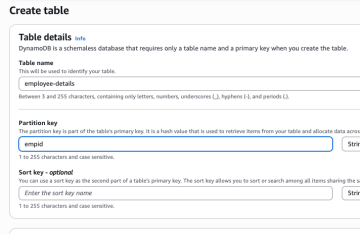 Create table
Table details Info
DynamoDB is a schemaless database that requires only a table name and a primary key when you create the table.
Table name
This will be used to identify your table.
employee-details
Between 3 and 255 characters, containing only letters, numbers, underscores (_), hyphens (-), and periods (.).
Partition key
The partition key is part of the table's primary key. It is a hash value that is used to retrieve items from your table and allocate data across
empid
Strin
1 to 255 characters and case sensitive.
Sort key - optional
You can use a sort key as the second part of a table's primary key. The sort key allows you to sort or search among all items sharing the sa
Enter the sort key name
Strin
1 to 255 characters and case sensitive.